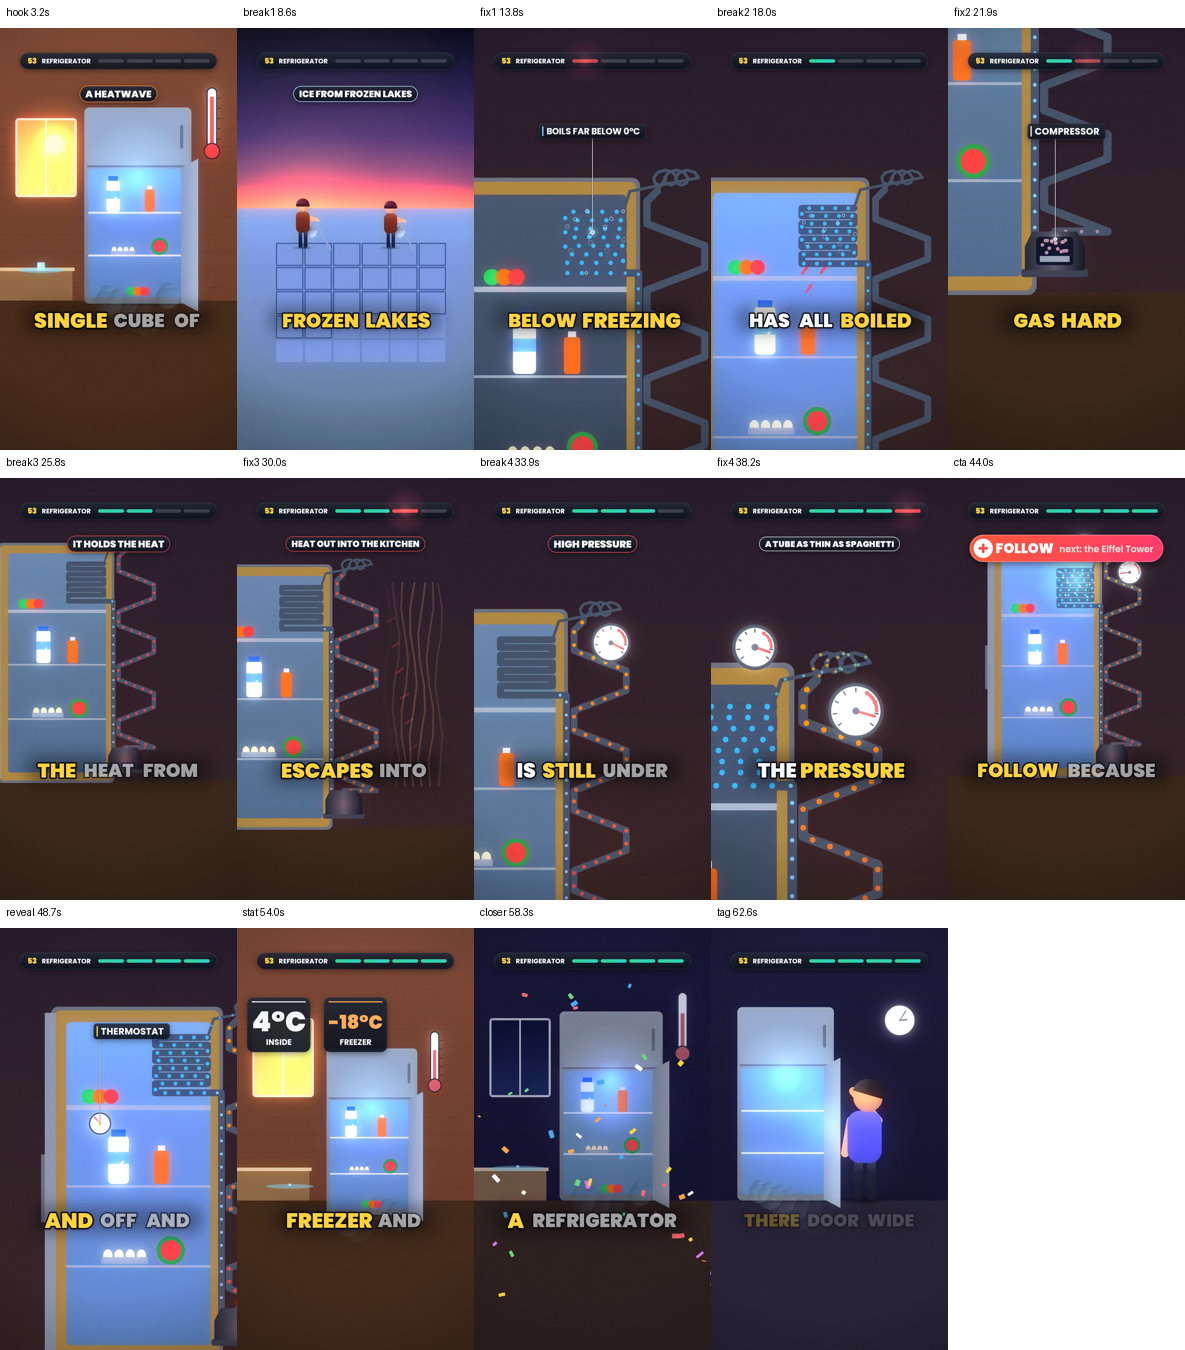 hook 3.2s
53 REFRIGERATOR
A HEATWAVE
SINGLE CUBE OF
break1 8.6s
53 REFRIGERATOR
ICE FROM FROZEN LAKES
FROZEN LAKES
fix1 13.8s
53 REFRIGERATOR
BOILS FAR BELOW 0°C
BELOW FREEZING
break2 18.0s
53 REFRIGERATOR
HAS ALL BOILED
fix2 21.9s
53 REFRIGERATOR
COMPRESSOR
GAS HARD
break3 25.8s
53 REFRIGERATOR
IT HOLDS THE HEAT
THE HEAT FROM
fix3 30.0s
53 REFRIGERATOR
HEAT OUT INTO THE KITCHEN
ESCAPES INTO
break4 33.9s
53 REFRIGERATOR
HIGH PRESSURE
IS STILL UNDER
fix4 38.2s
53 REFRIGERATOR
A TUBE AS THIN AS SPAGHETTI
THE PRESSURE
cta 44.0s
53 REFRIGERATOR
FOLLOW next: the Eiffel Tower
FOLLOW BECAUSE
reveal 48.7s
53 REFRIGERATOR
THERMOSTAT
AND OFF AND
stat 54.0s
53 REFRIGERATOR
4°C
INSIDE
-18°C
FREEZER
FREEZER AND
closer 58.3s
53 REFRIGERATOR
A REFRIGERATOR
tag 62.6s
53 REFRIGERATOR
THERE DOOR WIDE